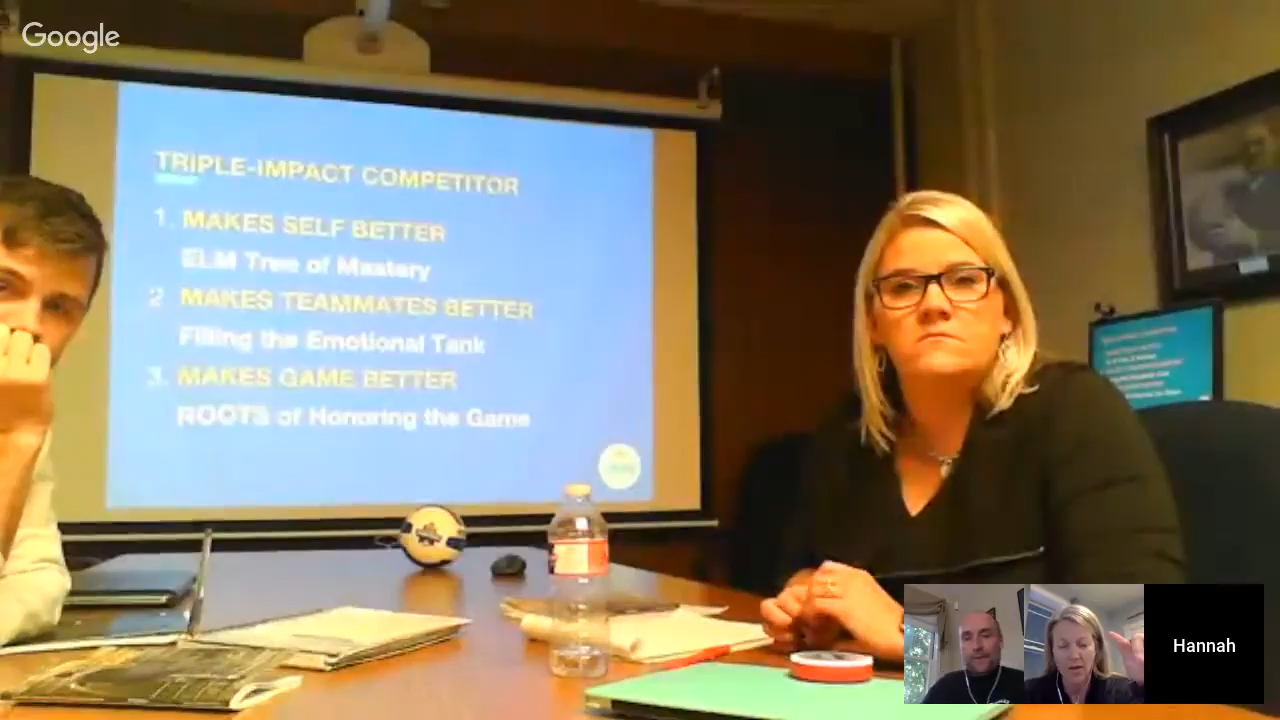 Google
TRIPLE-IMPACT COMPETITOR
1. MAKES SELF BETTER
ELM Tree of Mastery
2. MAKES TEAMMATES BETTER
Filling the Emotional Tank
3. MAKES GAME BETTER
ROOTS of Honoring the Game
Hannah